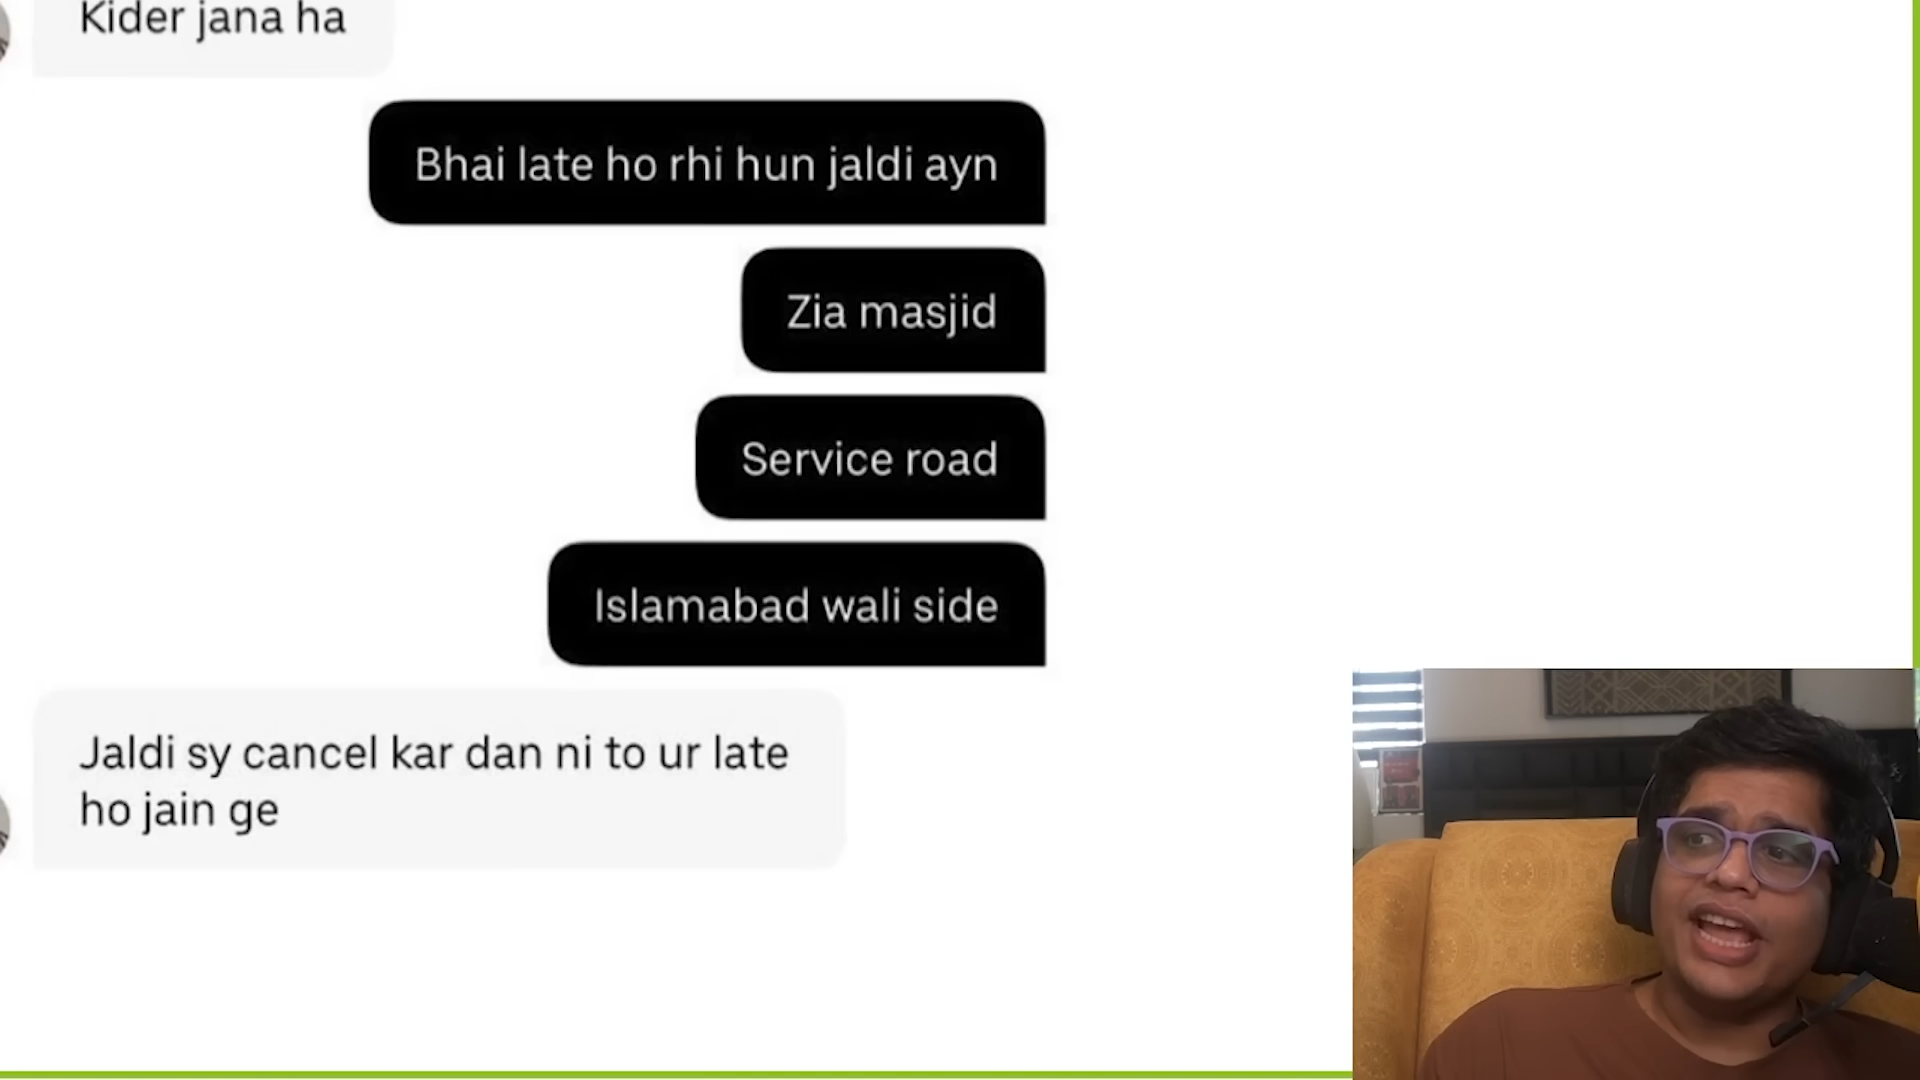 Kider jana ha
Bhai late ho rhi hun jaldi ayn
Zia masjid
Service road
Islamabad wali side
Jaldi sy cancel kar dan ni to ur late
ho jain ge